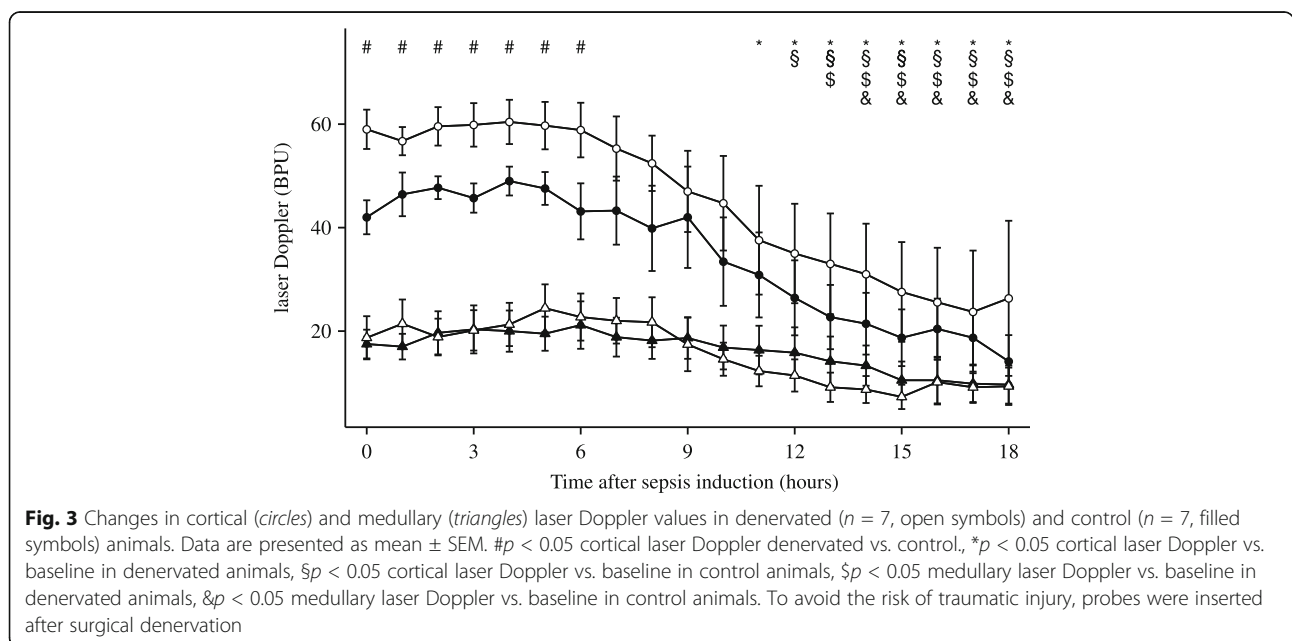 # # # # # # # * * * * * * * *
§ § § § § § §
$ $ $ $ $ $
& & & & &
60
40
20
laser Doppler (BPU)
0 3 6 9 12 15 18
Time after sepsis induction (hours)
Fig. 3 Changes in cortical (circles) and medullary (triangles) laser Doppler values in denervated (n = 7, open symbols) and control (n = 7, filled
symbols) animals. Data are presented as mean ± SEM. #p < 0.05 cortical laser Doppler denervated vs. control., *p < 0.05 cortical laser Doppler vs.
baseline in denervated animals, §p < 0.05 cortical laser Doppler vs. baseline in control animals, $p < 0.05 medullary laser Doppler vs. baseline in
denervated animals, &p < 0.05 medullary laser Doppler vs. baseline in control animals. To avoid the risk of traumatic injury, probes were inserted
after surgical denervation